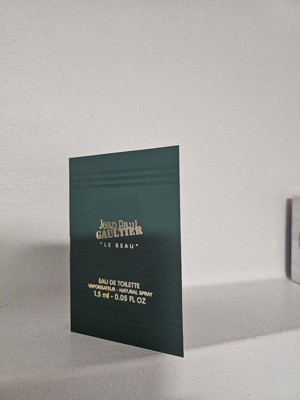 Jean Paul
GAULTIER
"LE BEAU"
EAU DE TOILETTE
VAPORISATEUR - NATURAL SPRAY
1.5 ml - 0.05 FL OZ